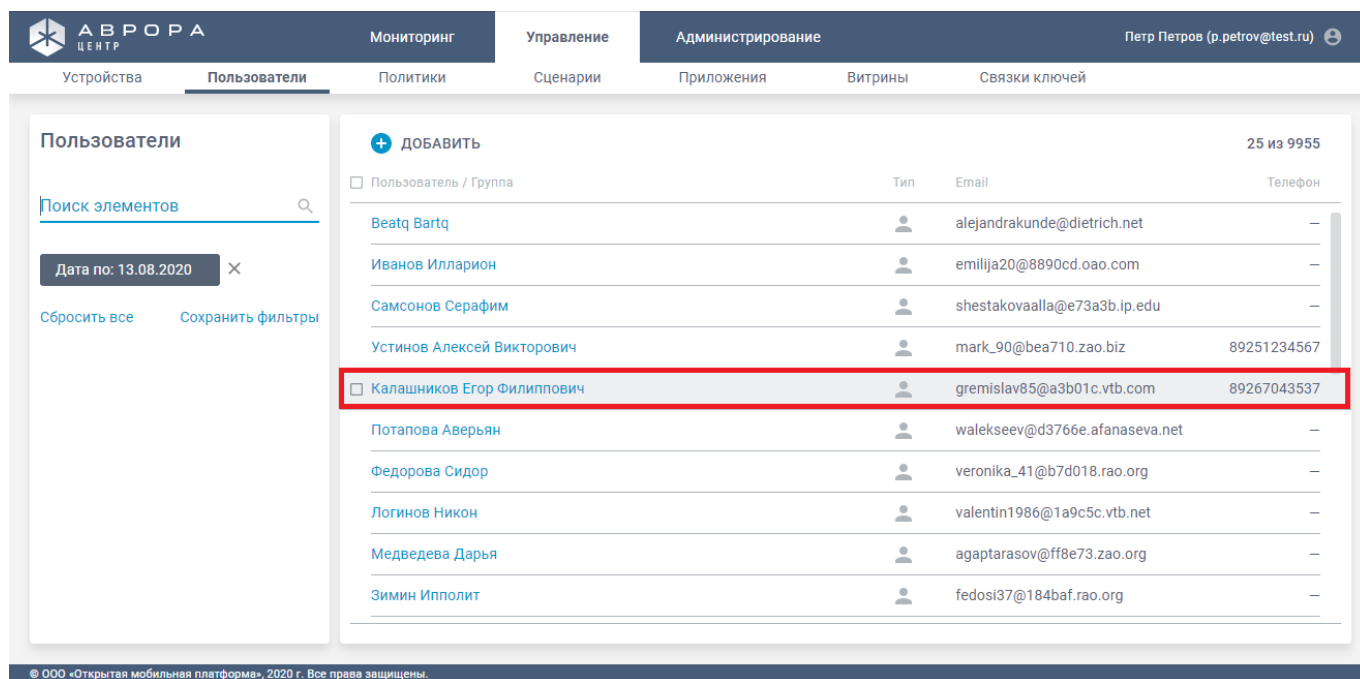 АВРОРА
ЦЕНТР
Мониторинг Управление Администрирование Петр Петров (p.petrov@test.ru)
Устройства Пользователи Политики Сценарии Приложения Витрины Связки ключей
Пользователи
Поиск элементов
Дата по: 13.08.2020
Сбросить все Сохранить фильтры
ДОБАВИТЬ 25 из 9955
Пользователь / Группа Тип Email Телефон
Beatq Bartq alejandrakunde@dietrich.net —
Иванов Илларион emilija20@8890cd.oao.com —
Самсонов Серафим shestakovaalla@e73a3b.ip.edu —
Устинов Алексей Викторович mark_90@bea710.zao.biz 89251234567
Калашников Егор Филиппович gremislav85@a3b01c.vtb.com 89267043537
Потапова Аверьян walekseev@d3766e.afanaseva.net —
Федорова Сидор veronika_41@b7d018.rao.org —
Логинов Никон valentin1986@1a9c5c.vtb.net —
Медведева Дарья agaptarasov@ff8e73.zao.org —
Зимин Ипполит fedosi37@184baf.rao.org —
© ООО «Открытая мобильная платформа», 2020 г. Все права защищены.